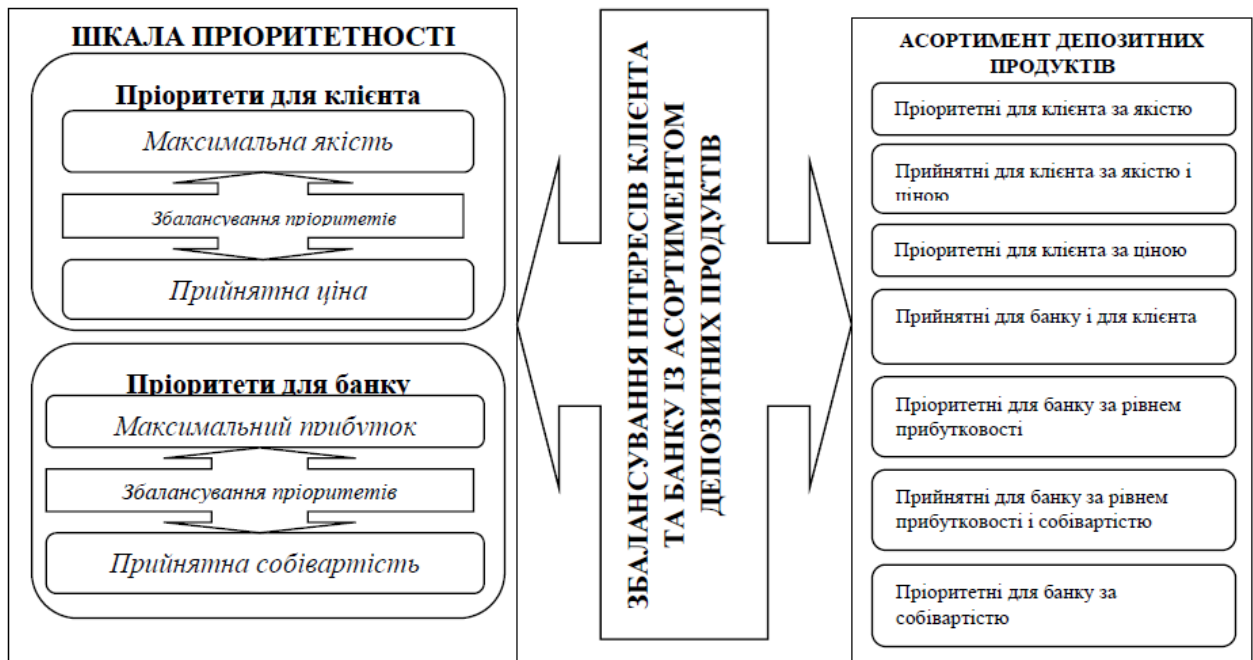 ШКАЛА ПРІОРИТЕТНОСТІ
Пріоритети для клієнта
Максимальна якість
Збалансування пріоритетів
Прийнятна ціна
Пріоритети для банку
Максимальний прибуток
Збалансування пріоритетів
Прийнятна собівартість
ЗБАЛАНСУВАННЯ ІНТЕРЕСІВ КЛІЄНТА
ТА БАНКУ ІЗ АСОРТИМЕНТОМ
ДЕПОЗИТНИХ ПРОДУКТІВ
АСОРТИМЕНТ ДЕПОЗИТНИХ
ПРОДУКТІВ
Пріоритетні для клієнта за якістю
Прийнятні для клієнта за якістю і
ціною
Пріоритетні для клієнта за ціною
Прийнятні для банку і для клієнта
Пріоритетні для банку за рівнем
прибутковості
Прийнятні для банку за рівнем
прибутковості і собівартістю
Пріоритетні для банку за
собівартістю